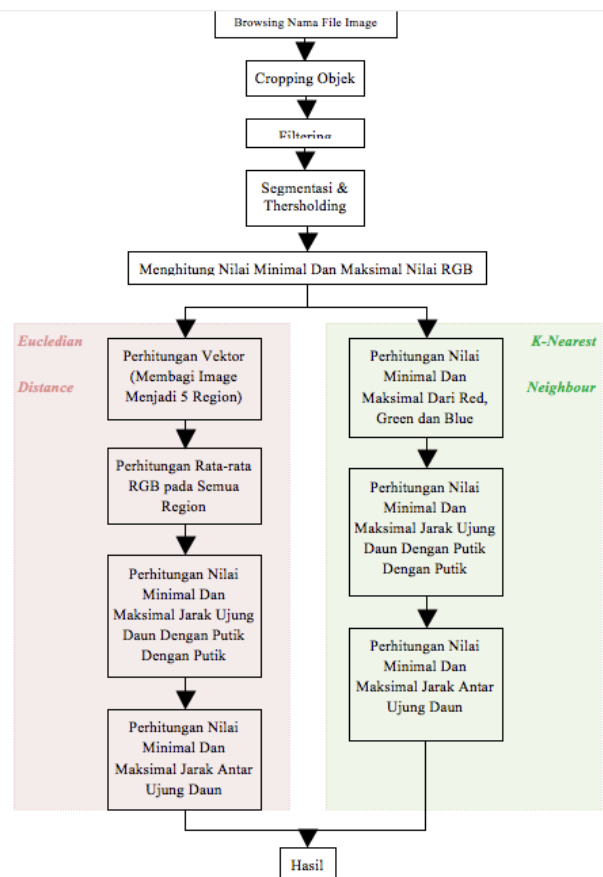 Browsing Nama File Image
Cropping Objek
Filtering
Segmentasi &
Thersholding
Menghitung Nilai Minimal Dan Maksimal Nilai RGB
Eucledian
Distance
Perhitungan Vektor
(Membagi Image
Menjadi 5 Region)
Perhitungan Rata-rata
RGB pada Semua
Region
Perhitungan Nilai
Minimal Dan
Maksimal Jarak Ujung
Daun Dengan Putik
Dengan Putik
Perhitungan Nilai
Minimal Dan
Maksimal Jarak Antar
Ujung Daun
K-Nearest
Neighbour
Perhitungan Nilai
Minimal Dan
Maksimal Dari Red,
Green dan Blue
Perhitungan Nilai
Minimal Dan
Maksimal Jarak Ujung
Daun Dengan Putik
Dengan Putik
Perhitungan Nilai
Minimal Dan
Maksimal Jarak Antar
Ujung Daun
Hasil